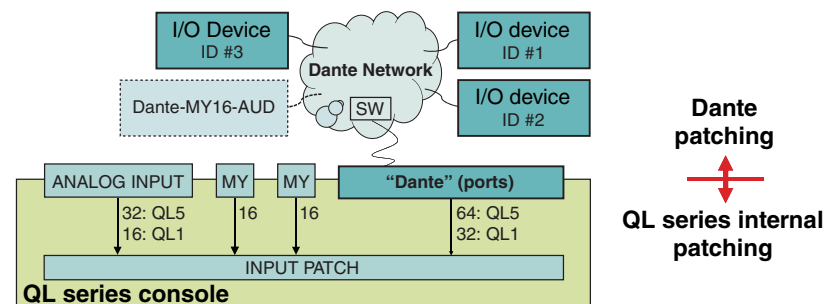 I/O Device
ID #3
I/O device
ID #1
Dante Network
Dante-MY16-AUD
SW
I/O device
ID #2
Dante
patching
QL series internal
patching
ANALOG INPUT
MY
MY
“Dante” (ports)
32: QL5
16: QL1
16
16
64: QL5
32: QL1
INPUT PATCH
QL series console